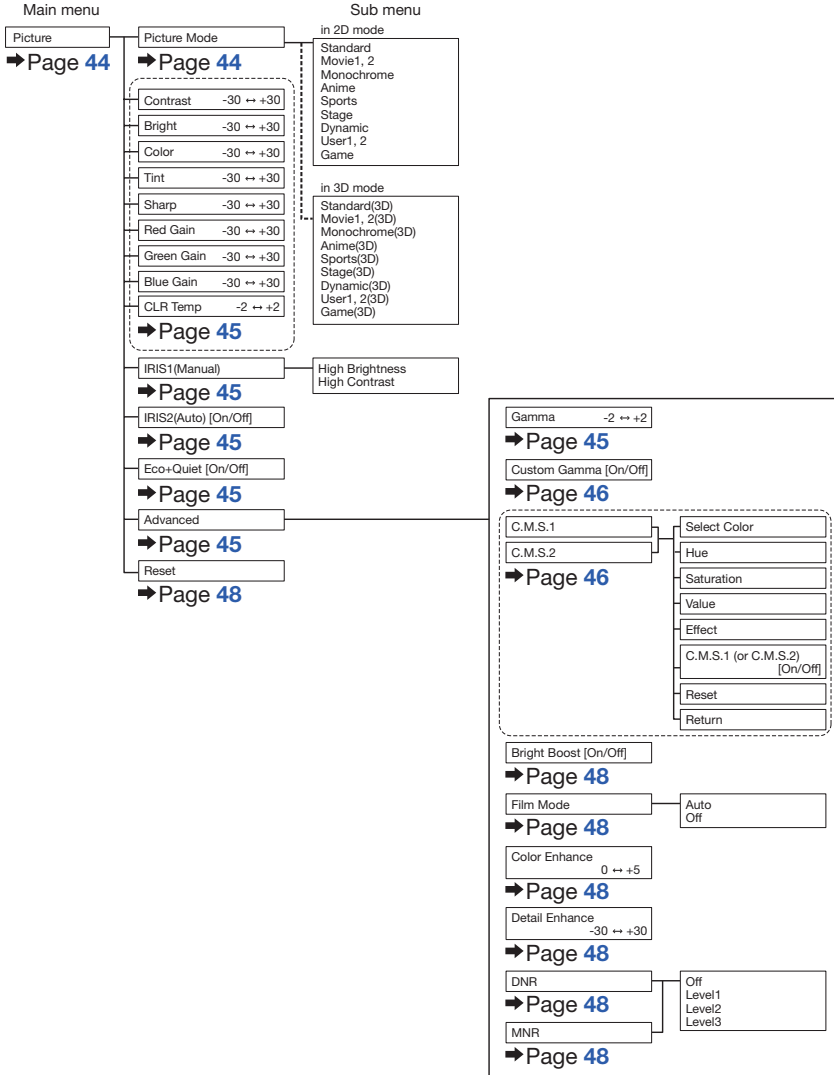 Main menu
Sub menu
Picture
➡Page 44
Picture Mode
➡Page 44
in 2D mode
Standard
Movie1, 2
Monochrome
Anime
Sports
Stage
Dynamic
User1, 2
Game
in 3D mode
Standard(3D)
Movie1, 2(3D)
Monochrome(3D)
Anime(3D)
Sports(3D)
Stage(3D)
Dynamic(3D)
User1, 2(3D)
Game(3D)
Contrast -30 ↔ +30
Bright -30 ↔ +30
Color -30 ↔ +30
Tint -30 ↔ +30
Sharp -30 ↔ +30
Red Gain -30 ↔ +30
Green Gain -30 ↔ +30
Blue Gain -30 ↔ +30
CLR Temp -2 ↔ +2
➡Page 45
IRIS1(Manual)
➡Page 45
High Brightness
High Contrast
IRIS2(Auto) [On/Off]
➡Page 45
Eco+Quiet [On/Off]
➡Page 45
Advanced
➡Page 45
Reset
➡Page 48
Gamma -2 ↔ +2
➡Page 45
Custom Gamma [On/Off]
➡Page 46
C.M.S.1
C.M.S.2
➡Page 46
Select Color
Hue
Saturation
Value
Effect
C.M.S.1 (or C.M.S.2)
[On/Off]
Reset
Return
Bright Boost [On/Off]
➡Page 48
Film Mode
➡Page 48
Auto
Off
Color Enhance
0 ↔ +5
➡Page 48
Detail Enhance
-30 ↔ +30
➡Page 48
DNR
➡Page 48
MNR
➡Page 48
Off
Level1
Level2
Level3